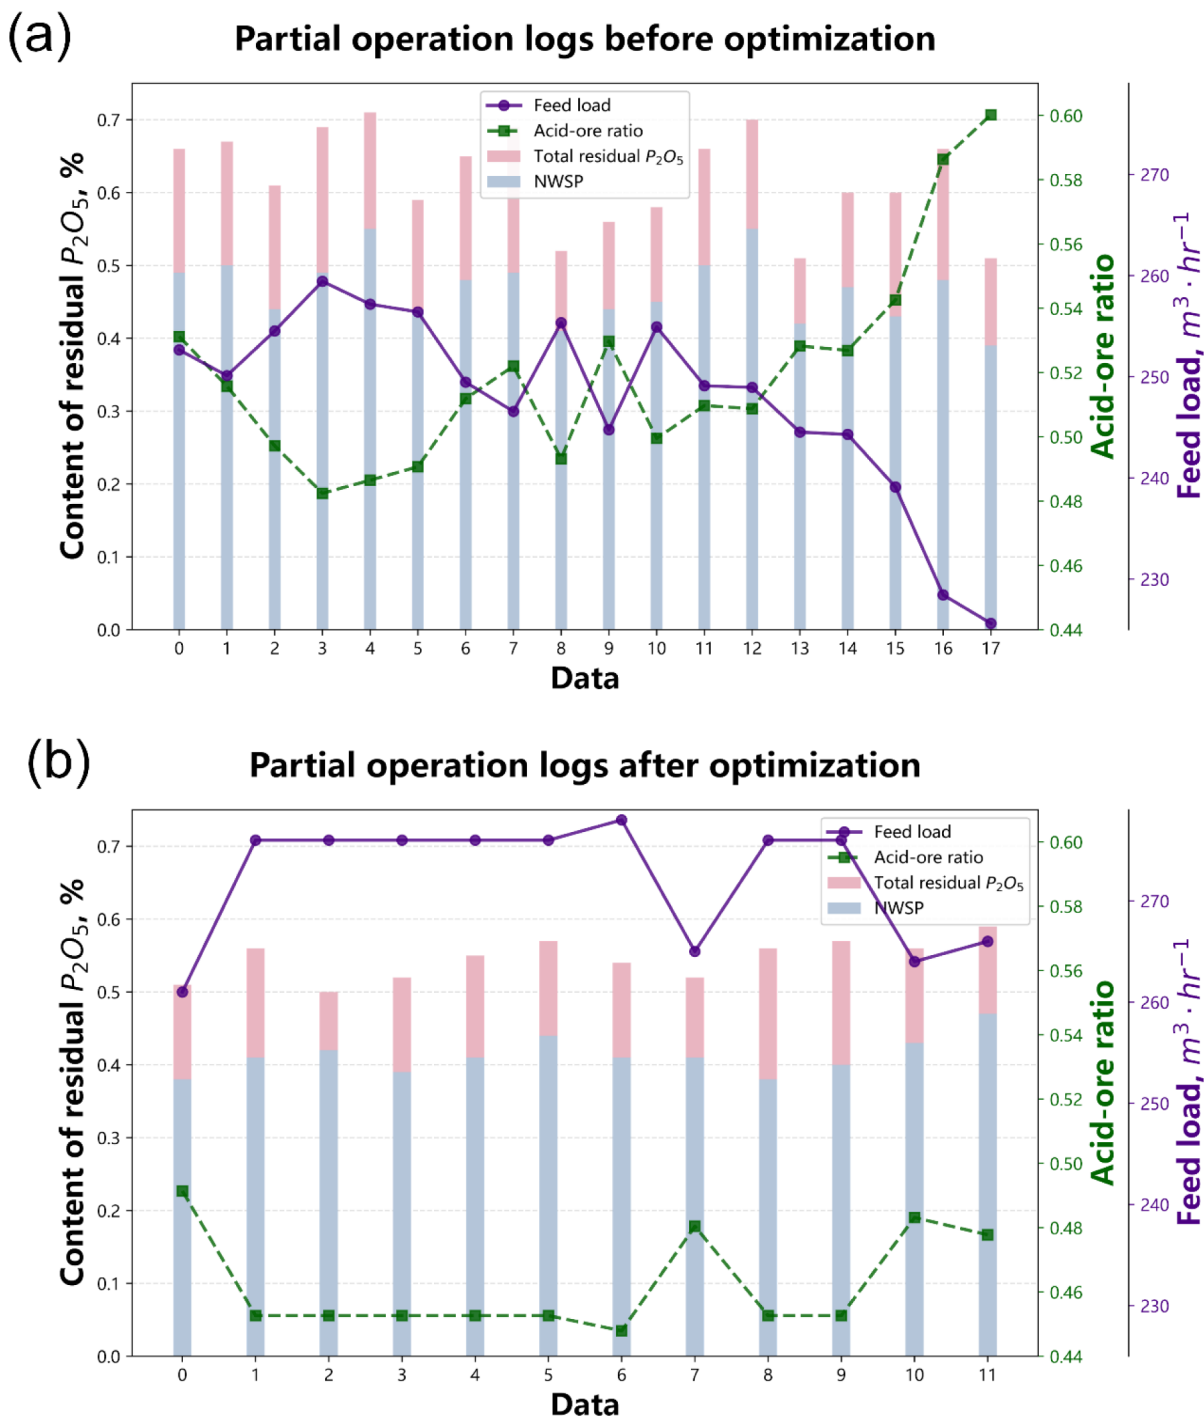 (a)
Partial operation logs before optimization
Feed load
Acid-ore ratio
Total residual P₂O₅
NWSP
Content of residual P₂O₅, %
0.7
0.6
0.5
0.4
0.3
0.2
0.1
0.0
0 1 2 3 4 5 6 7 8 9 10 11 12 13 14 15 16 17
Data
0.60
0.58
0.56
0.54
0.52
0.50
0.48
0.46
0.44
Acid-ore ratio
270
260
250
240
230
Feed load, m³ · hr⁻¹
(b)
Partial operation logs after optimization
Feed load
Acid-ore ratio
Total residual P₂O₅
NWSP
Content of residual P₂O₅, %
0.7
0.6
0.5
0.4
0.3
0.2
0.1
0.0
0 1 2 3 4 5 6 7 8 9 10 11
Data
0.60
0.58
0.56
0.54
0.52
0.50
0.48
0.46
0.44
Acid-ore ratio
270
260
250
240
230
Feed load, m³ · hr⁻¹